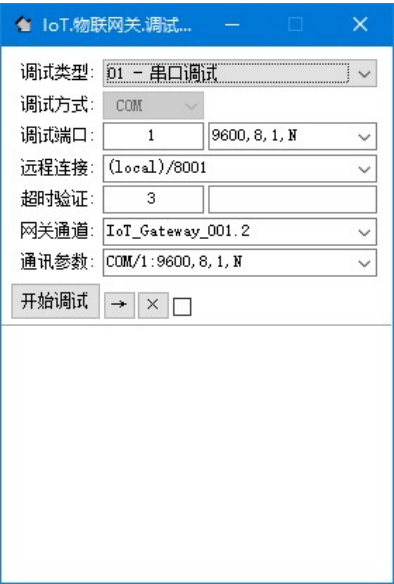 IoT.物联网关.调试...
调试类型: 01 - 串口调试
调试方式: COM
调试端口: 1 9600,8,1,N
远程连接: (local)/8001
超时验证: 3
网关通道: IoT_Gateway_001.2
通讯参数: COM/1:9600,8,1,N
开始调试 → ×